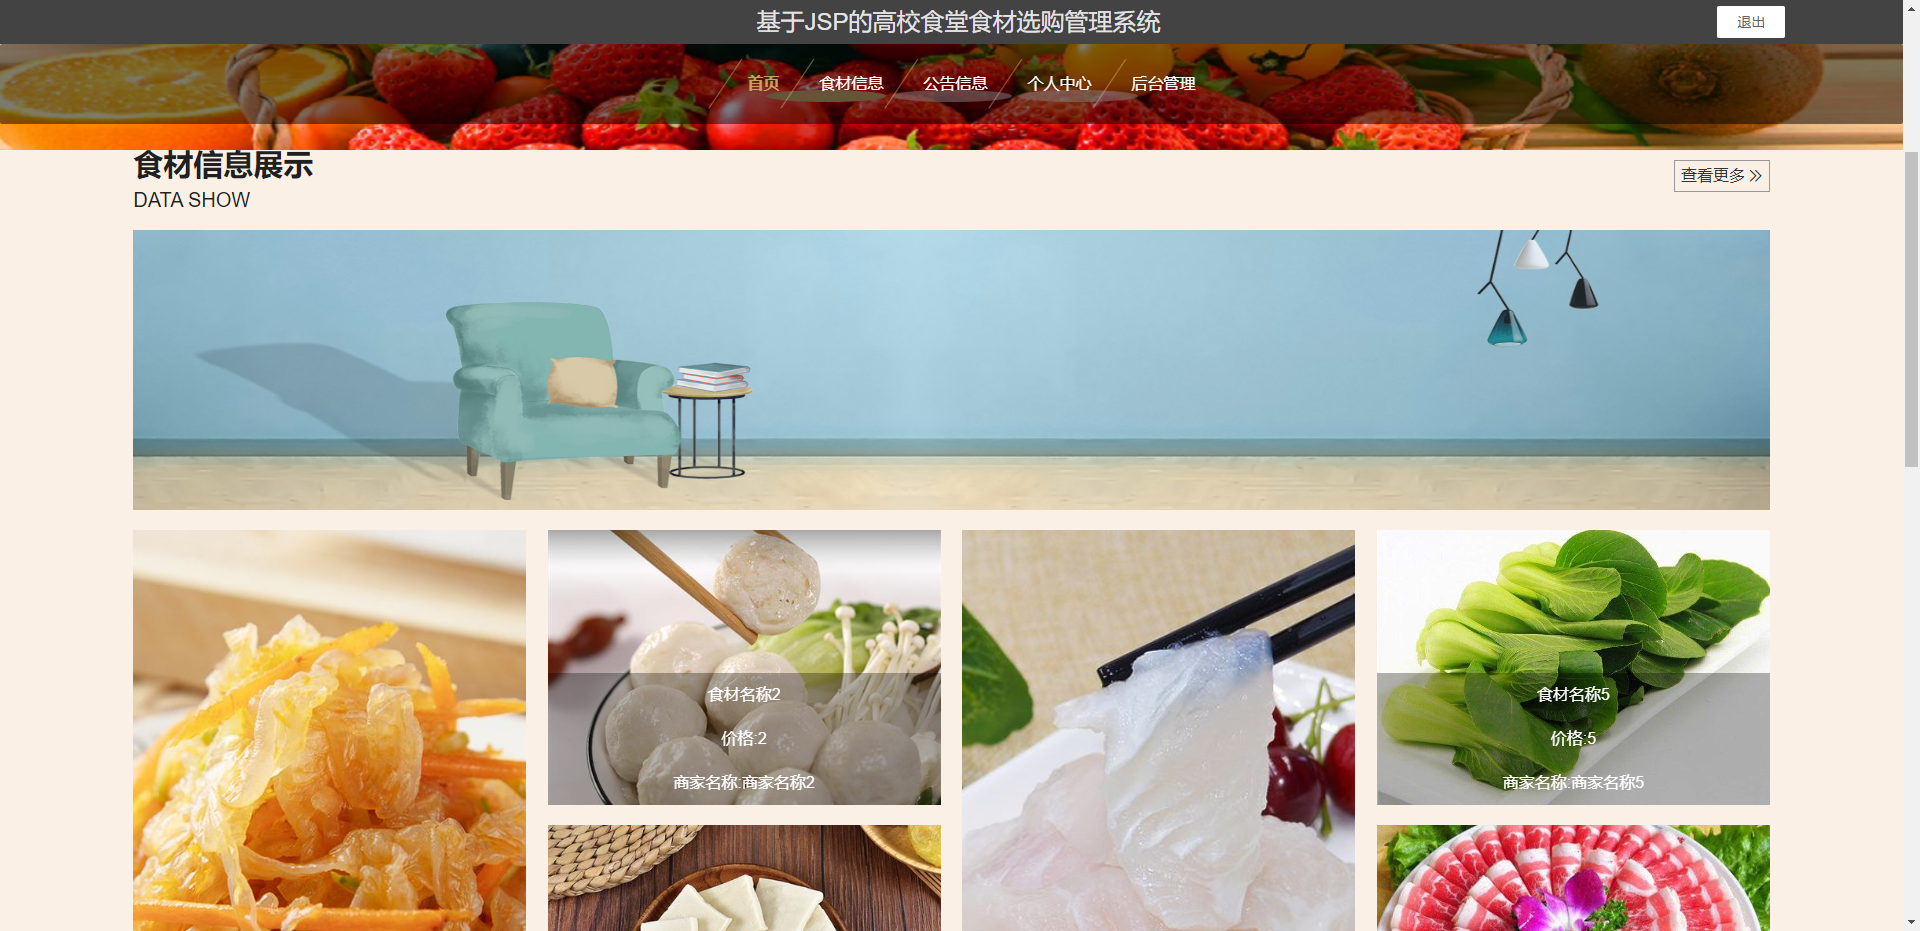 基于JSP的高校食堂食材选购管理系统
退出
首页
食材信息
公告信息
个人中心
后台管理
食材信息展示
查看更多
DATA SHOW
食材名称2
价格:2
商家名称:商家名称2
食材名称5
价格:5
商家名称:商家名称5